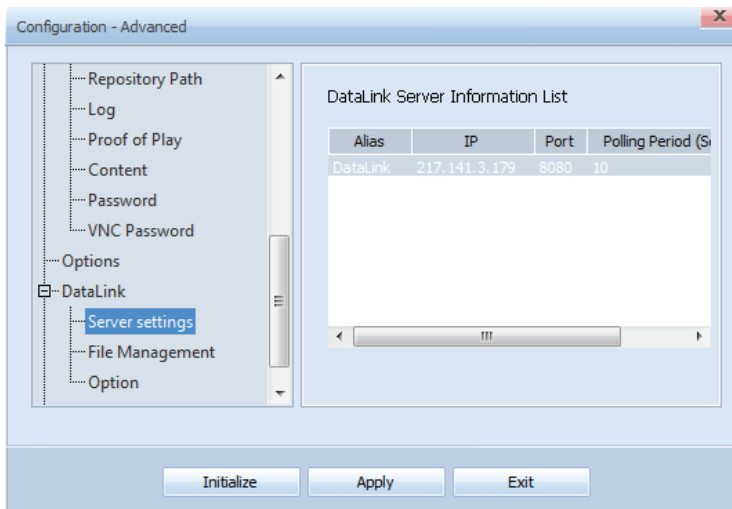 Configuration - Advanced
x
Repository Path
Log
Proof of Play
Content
Password
VNC Password
Options
DataLink
Server settings
File Management
Option
DataLink Server Information List
Alias IP Port Polling Period (Se
DataLink 217.141.3.179 8080 10
Initialize Apply Exit